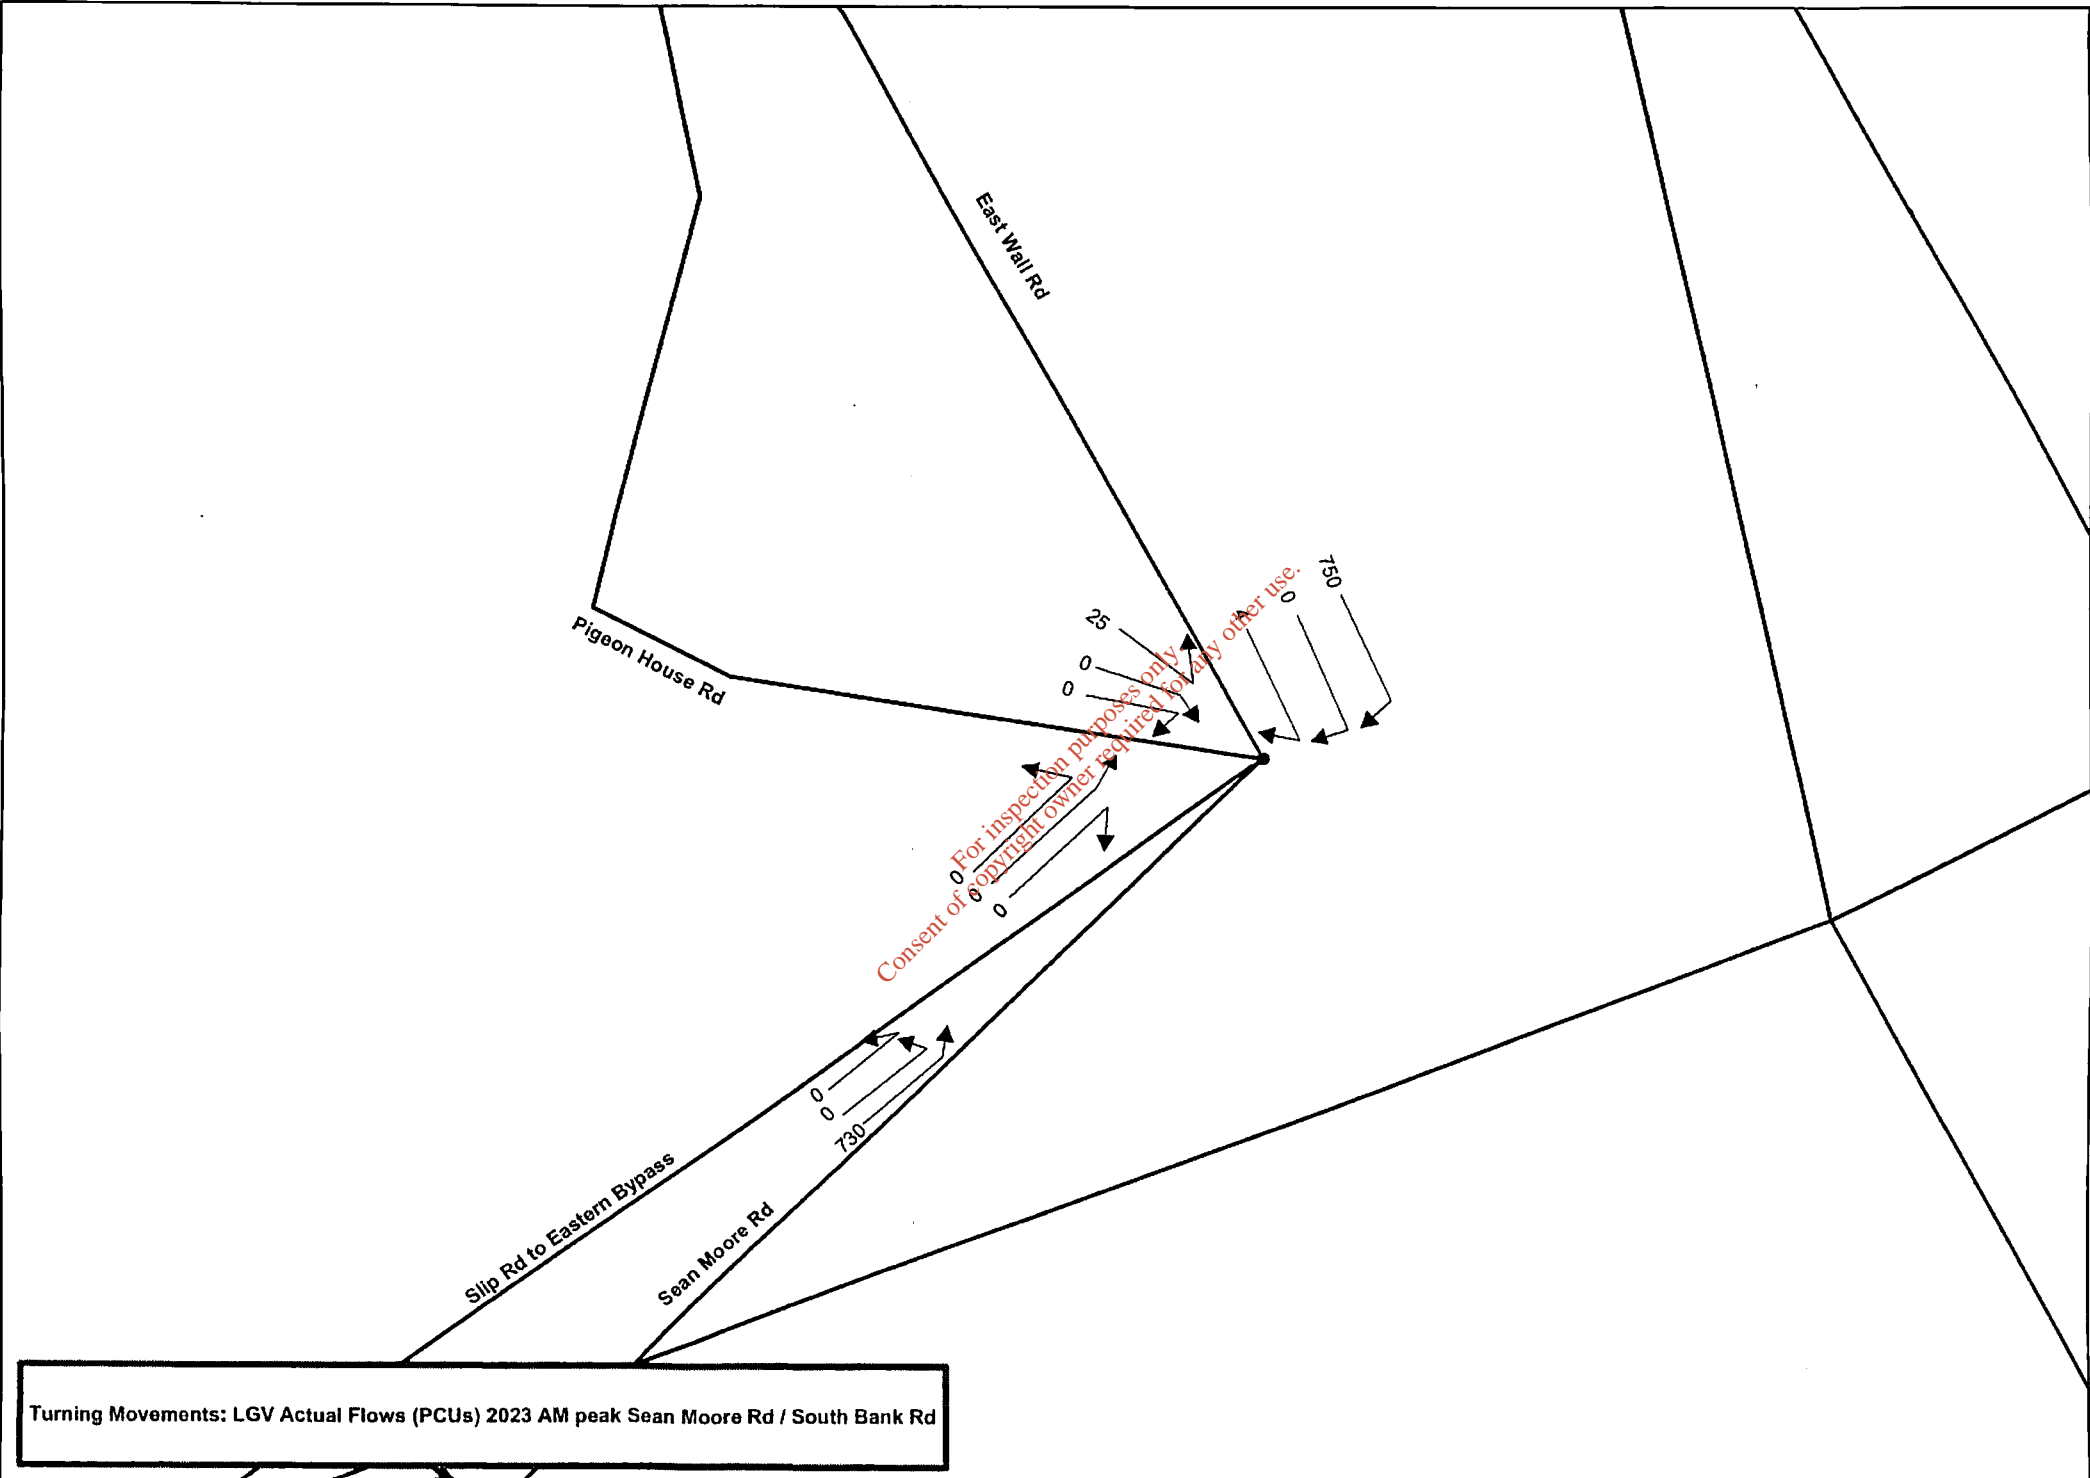 East Wall Rd
750
0
25
0
0
Pigeon House Rd
For inspection purposes only.
Consent of copyright owner required for any other use.
0
0
0
0
0
730
Slip Rd to Eastern Bypass
Sean Moore Rd
Turning Movements: LGV Actual Flows (PCUs) 2023 AM peak Sean Moore Rd / South Bank Rd